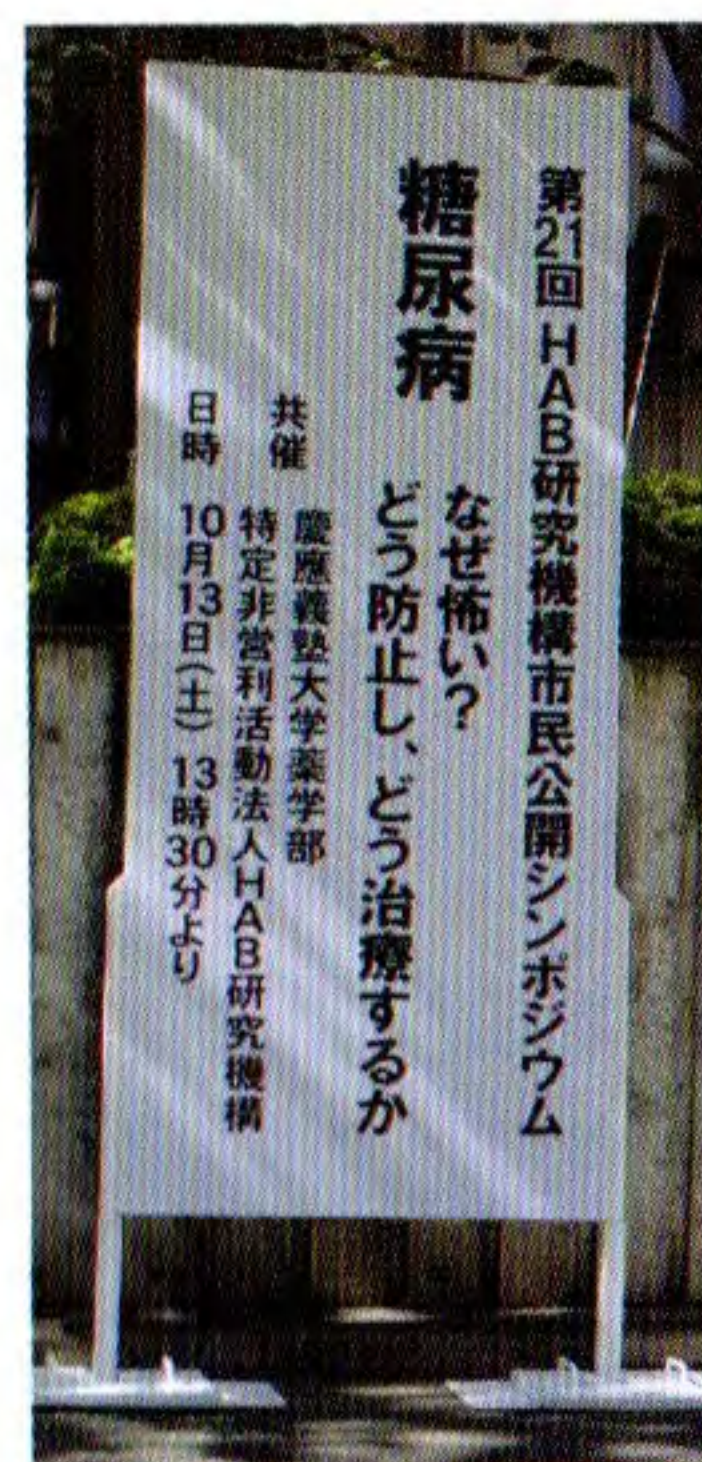 第21回 HAB研究機構市民公開シンポジウム
糖尿病
なぜ怖い?
どう防止し、どう治療するか
共催
慶應義塾大学薬学部
特定非営利活動法人HAB研究機構
日時 10月13日(土) 13時30分より